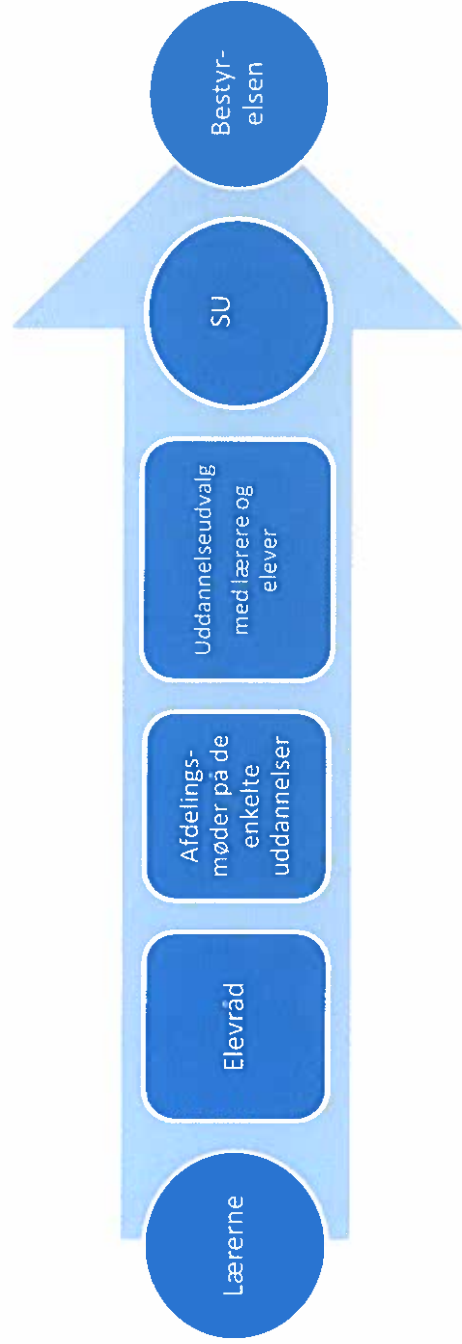 Lærerne
Elevråd
Afdelings-
møder på de
enkelte
uddannelser
Uddannelseudvalg
med lærere og
elever
SU
Bestyr-
elsen